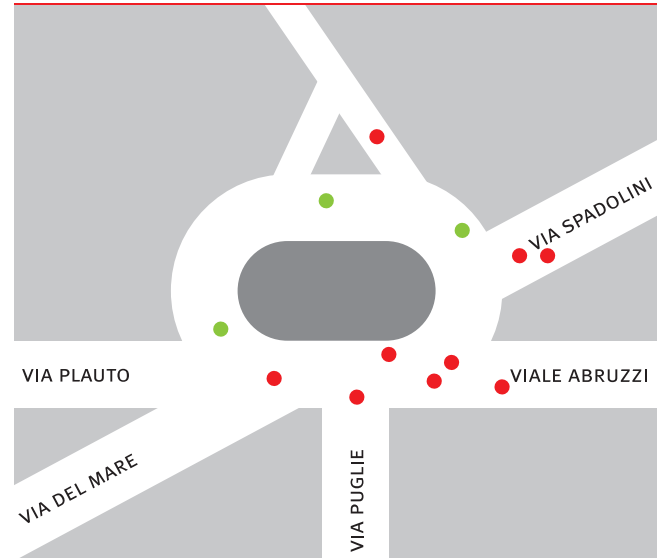 VIA SPADOLINI
VIA PLAUTO
VIALE ABRUZZI
VIA DEL MARE
VIA PUGLIE